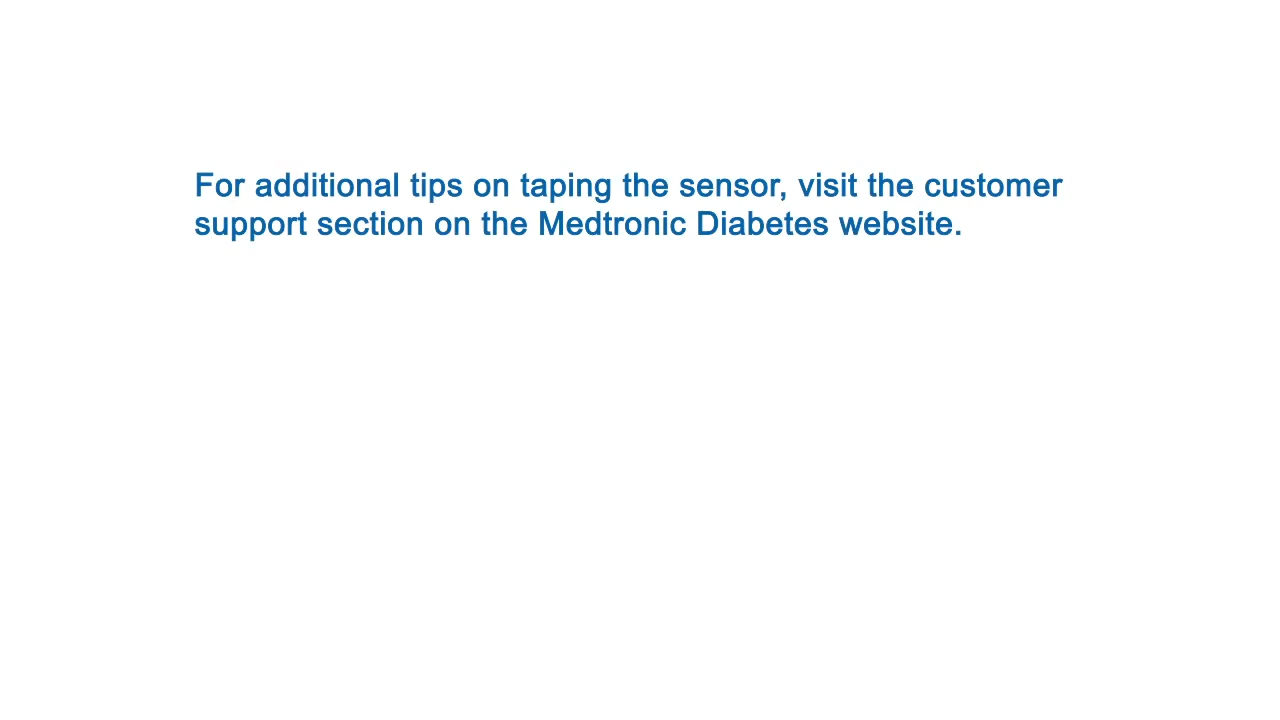 For additional tips on taping the sensor, visit the customer
support section on the Medtronic Diabetes website.